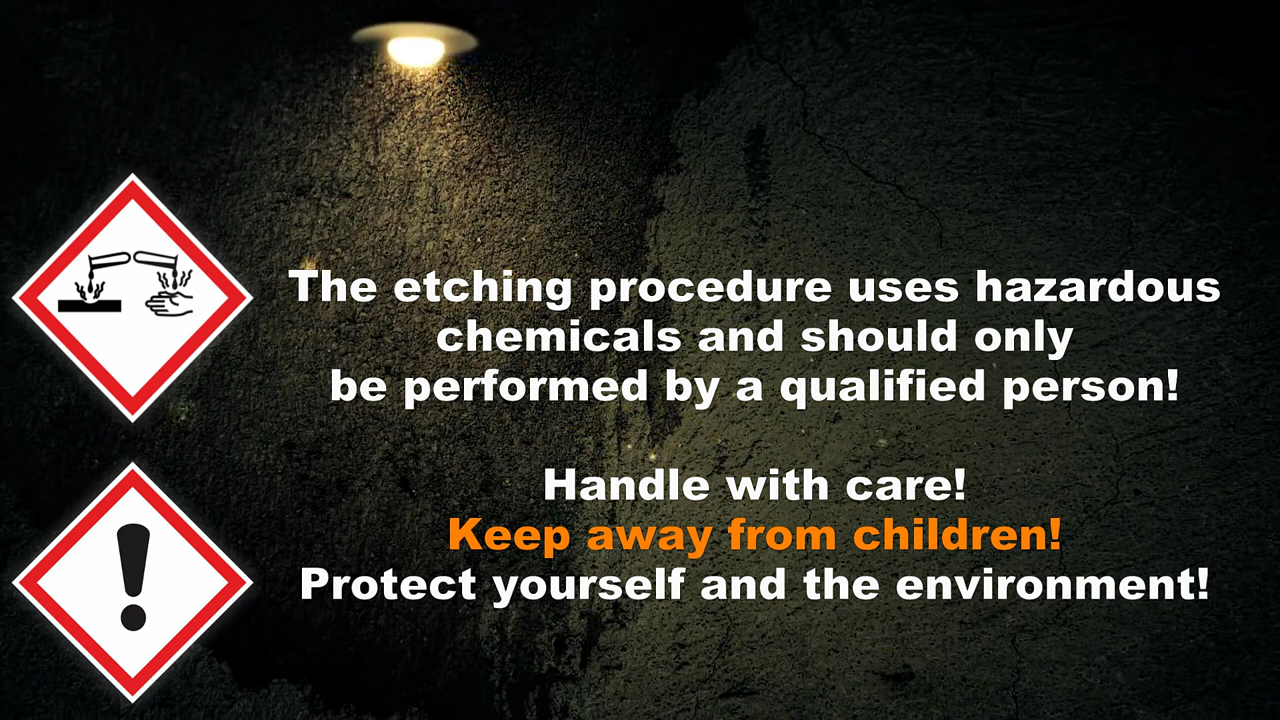 The etching procedure uses hazardous
chemicals and should only
be performed by a qualified person!
Handle with care!
Keep away from children!
Protect yourself and the environment!